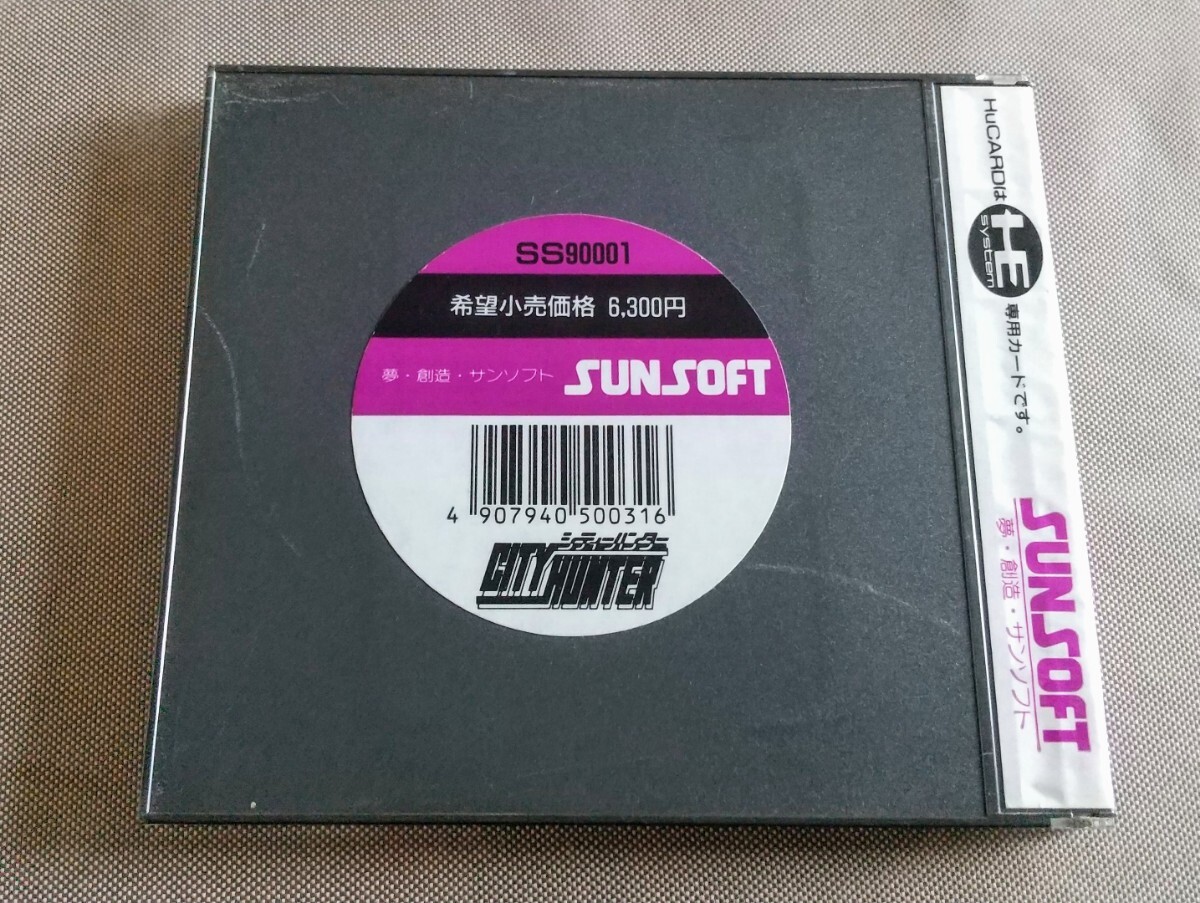 SS90001
希望小売価格 6,300円
夢・創造・サンソフト SUNSOFT
4 907940 500316
シティーハンター
CITY HUNTER
HuCARDは HE system 専用カードです。
SUNSOFT
夢・創造・サンソフト